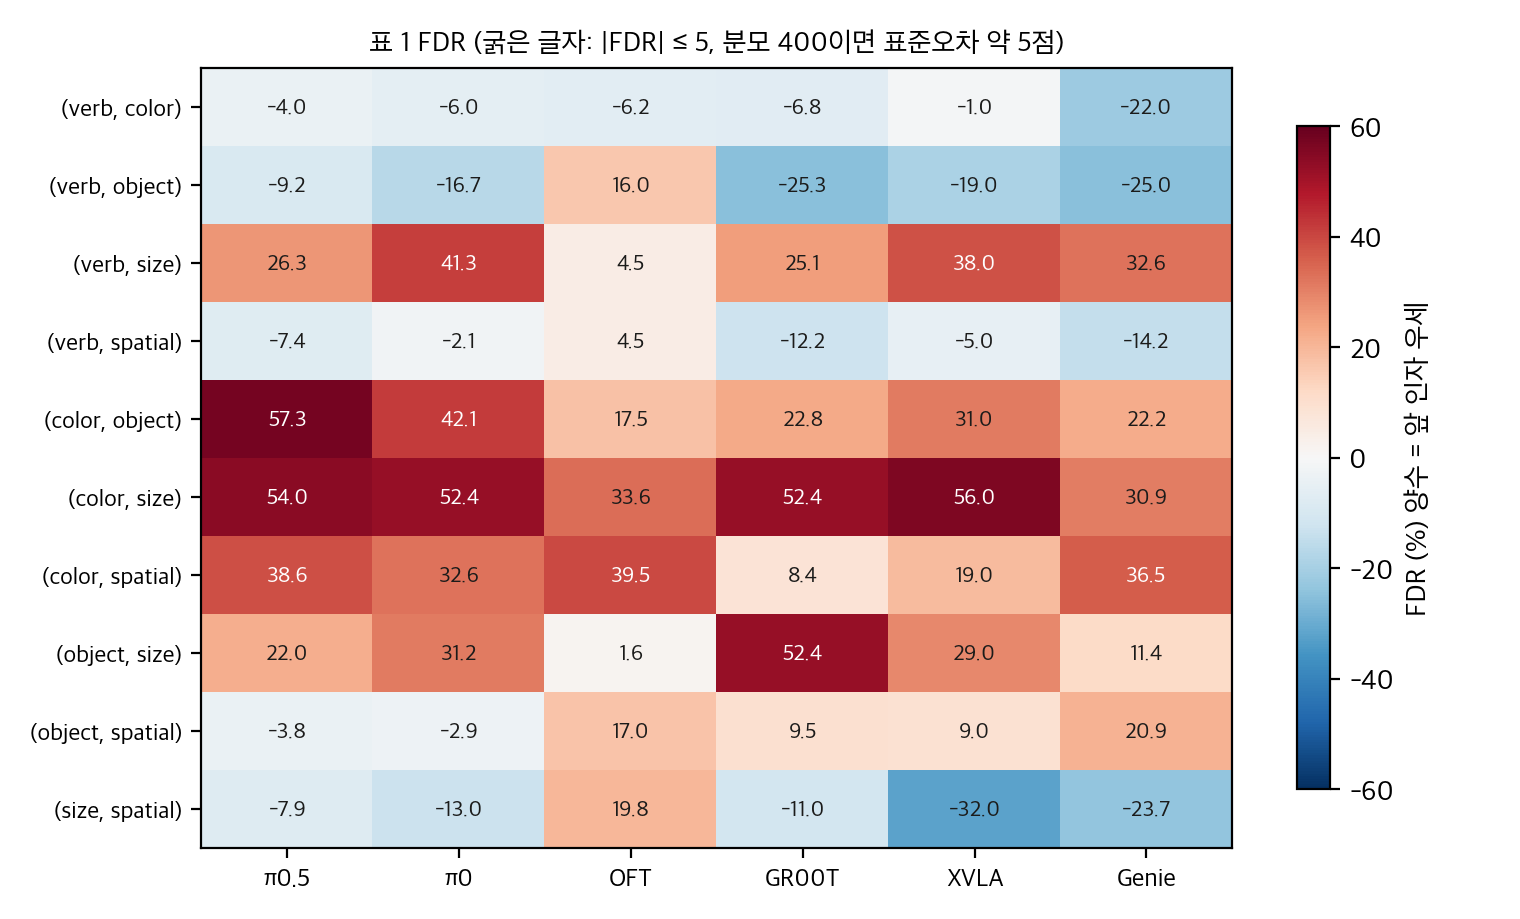 표 1 FDR (굵은 글자: |FDR| ≤ 5, 분모 400이면 표준오차 약 5점)
(verb, color) -4.0 -6.0 -6.2 -6.8 -1.0 -22.0
(verb, object) -9.2 -16.7 16.0 -25.3 -19.0 -25.0
(verb, size) 26.3 41.3 4.5 25.1 38.0 32.6
(verb, spatial) -7.4 -2.1 4.5 -12.2 -5.0 -14.2
(color, object) 57.3 42.1 17.5 22.8 31.0 22.2
(color, size) 54.0 52.4 33.6 52.4 56.0 30.9
(color, spatial) 38.6 32.6 39.5 8.4 19.0 36.5
(object, size) 22.0 31.2 1.6 52.4 29.0 11.4
(object, spatial) -3.8 -2.9 17.0 9.5 9.0 20.9
(size, spatial) -7.9 -13.0 19.8 -11.0 -32.0 -23.7
π0.5 π0 OFT GR00T XVLA Genie
60
40
20
0
-20
-40
-60
FDR (%) 양수 = 앞 인자 우세